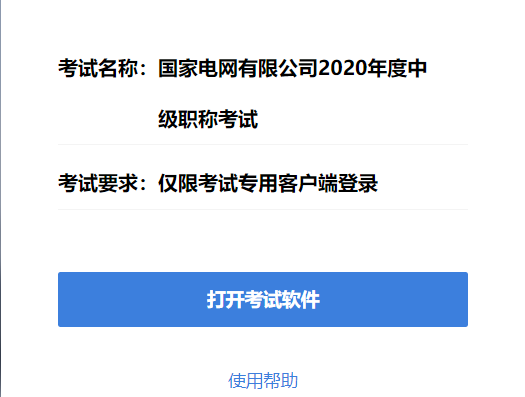 考试名称：国家电网有限公司2020年度中
级职称考试
考试要求：仅限考试专用客户端登录
打开考试软件
使用帮助